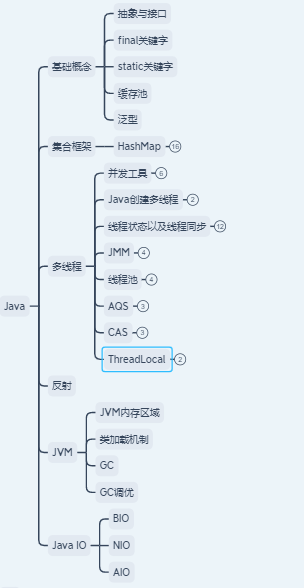 抽象与接口
final关键字
基础概念
static关键字
缓存池
泛型
集合框架
HashMap
16
并发工具
6
Java创建多线程
2
线程状态以及线程同步
12
JMM
4
多线程
线程池
4
Java
AQS
3
CAS
3
ThreadLocal
2
反射
JVM内存区域
类加载机制
JVM
GC
GC调优
BIO
Java IO
NIO
AIO